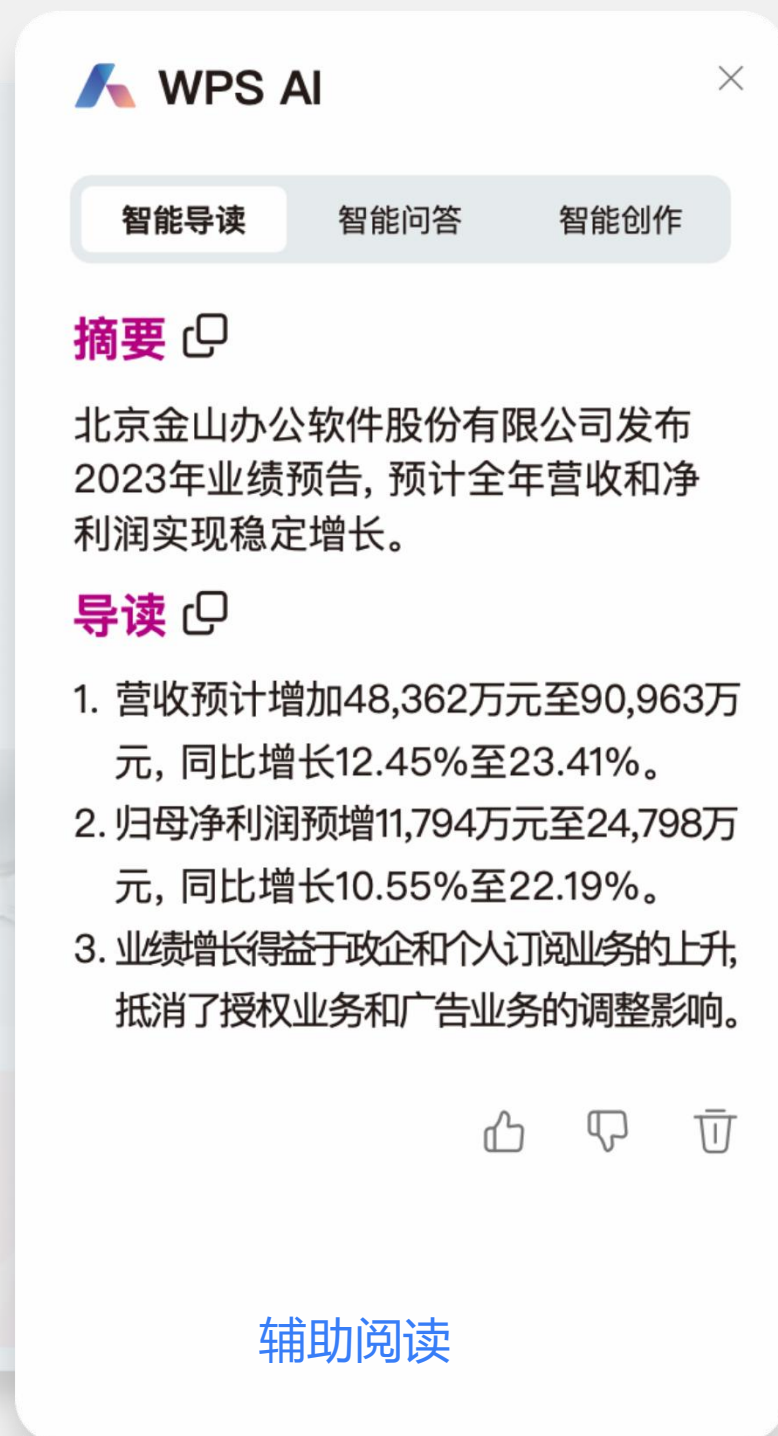 WPS AI
智能导读 智能问答 智能创作
摘要
北京金山办公软件股份有限公司发布
2023年业绩预告, 预计全年营收和净
利润实现稳定增长。
导读
1. 营收预计增加48,362万元至90,963万
元, 同比增长12.45%至23.41%。
2. 归母净利润预增11,794万元至24,798万
元, 同比增长10.55%至22.19%。
3. 业绩增长得益于政企和个人订阅业务的上升,
抵消了授权业务和广告业务的调整影响。
辅助阅读